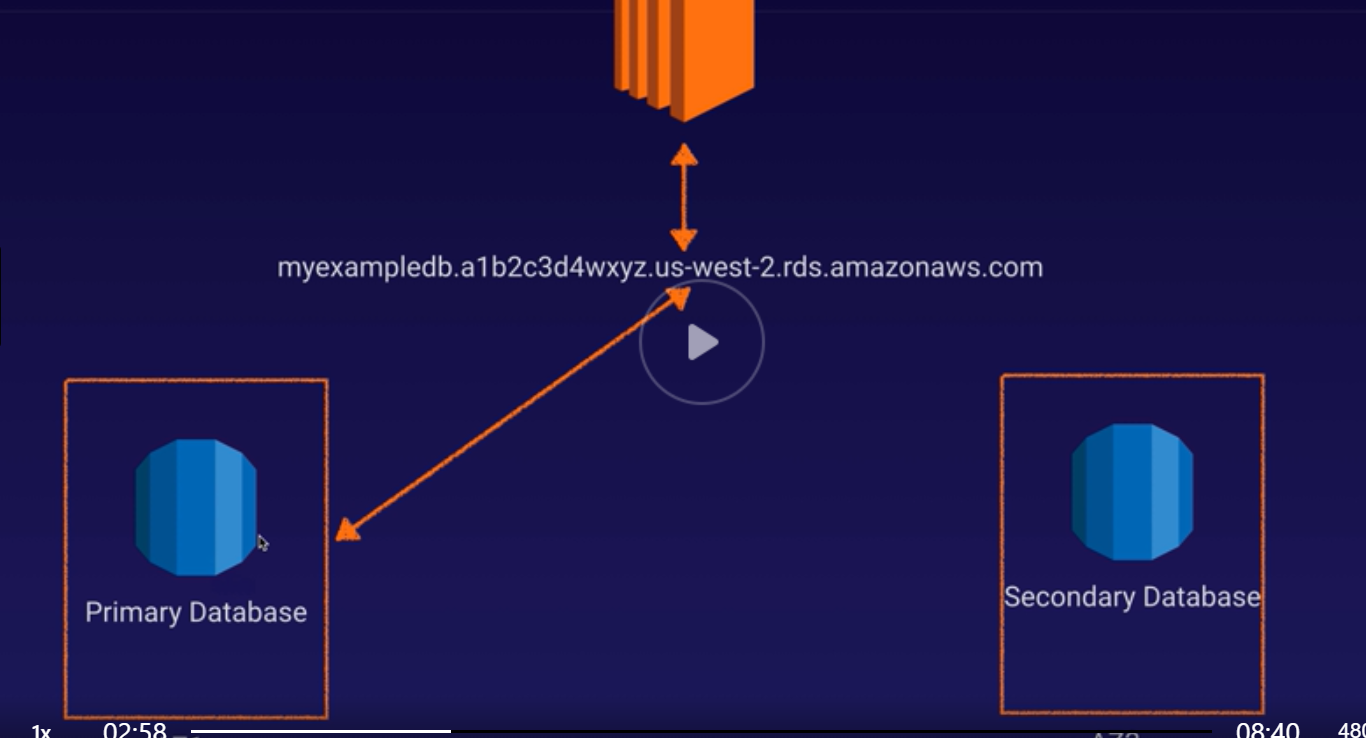 myexampledb.a1b2c3d4wxyz.us-west-2.rds.amazonaws.com
Primary Database
Secondary Database
1x
02:58
08:40